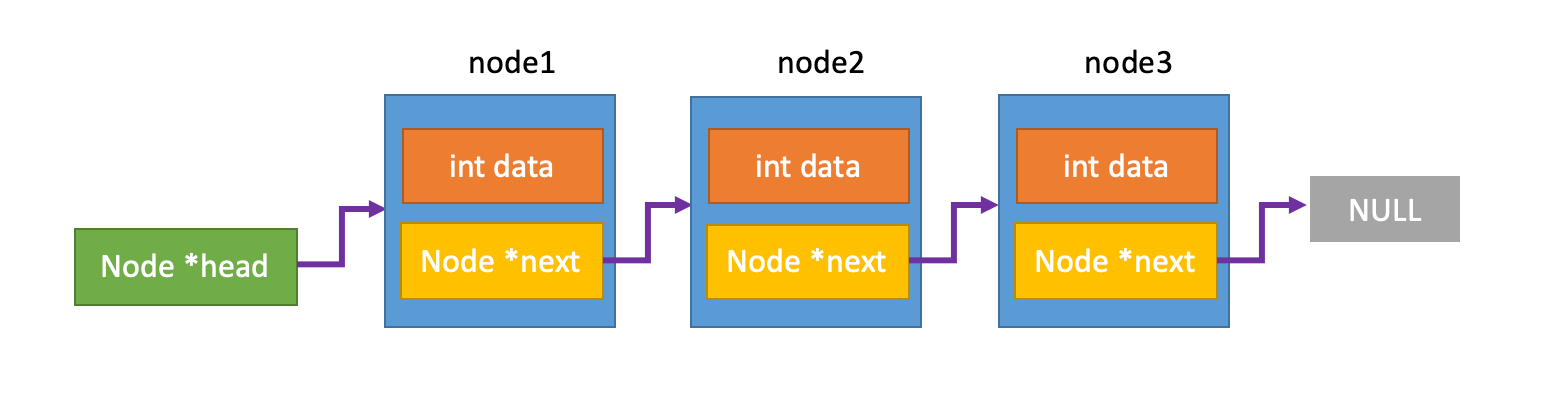 node1
node2
node3
int data
int data
int data
Node *head
Node *next
Node *next
Node *next
NULL